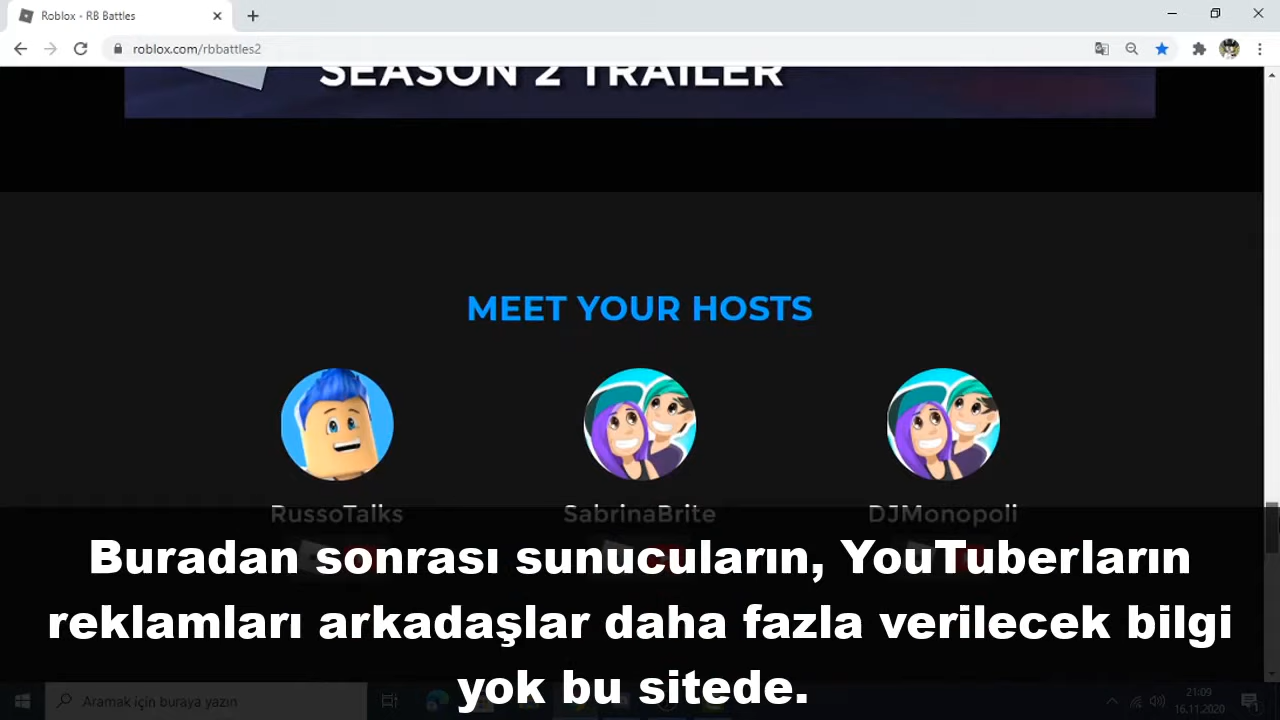 Roblox - RB Battles
roblox.com/rbbattles2
SEASON 2 TRAILER
MEET YOUR HOSTS
RussoTalks SabrinaBrite DJMonopoli
Buradan sonrası sunucuların, YouTuberların
reklamları arkadaşlar daha fazla verilecek bilgi
yok bu sitede.
Aramak için buraya yazın
21:09
16.11.2020